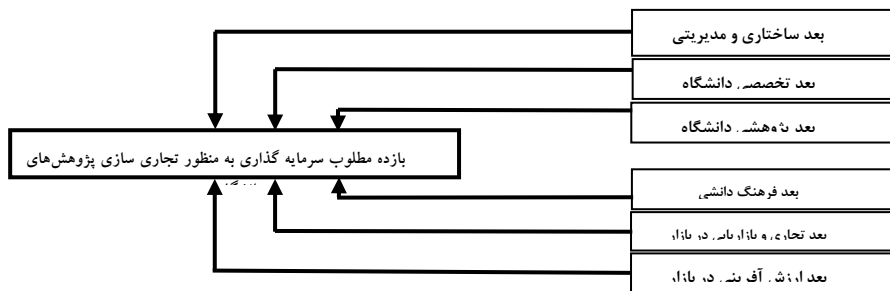 بعد ساختاری و مدیریتی
بعد تخصصی دانشگاه
بعد پژوهشی دانشگاه
بازده مطلوب سرمایه گذاری به منظور تجاری سازی پژوهش‌های
بعد فرهنگ دانشی
بعد تجاری و بازاریابی در بازار
بعد ارزش آفرینی در بازار